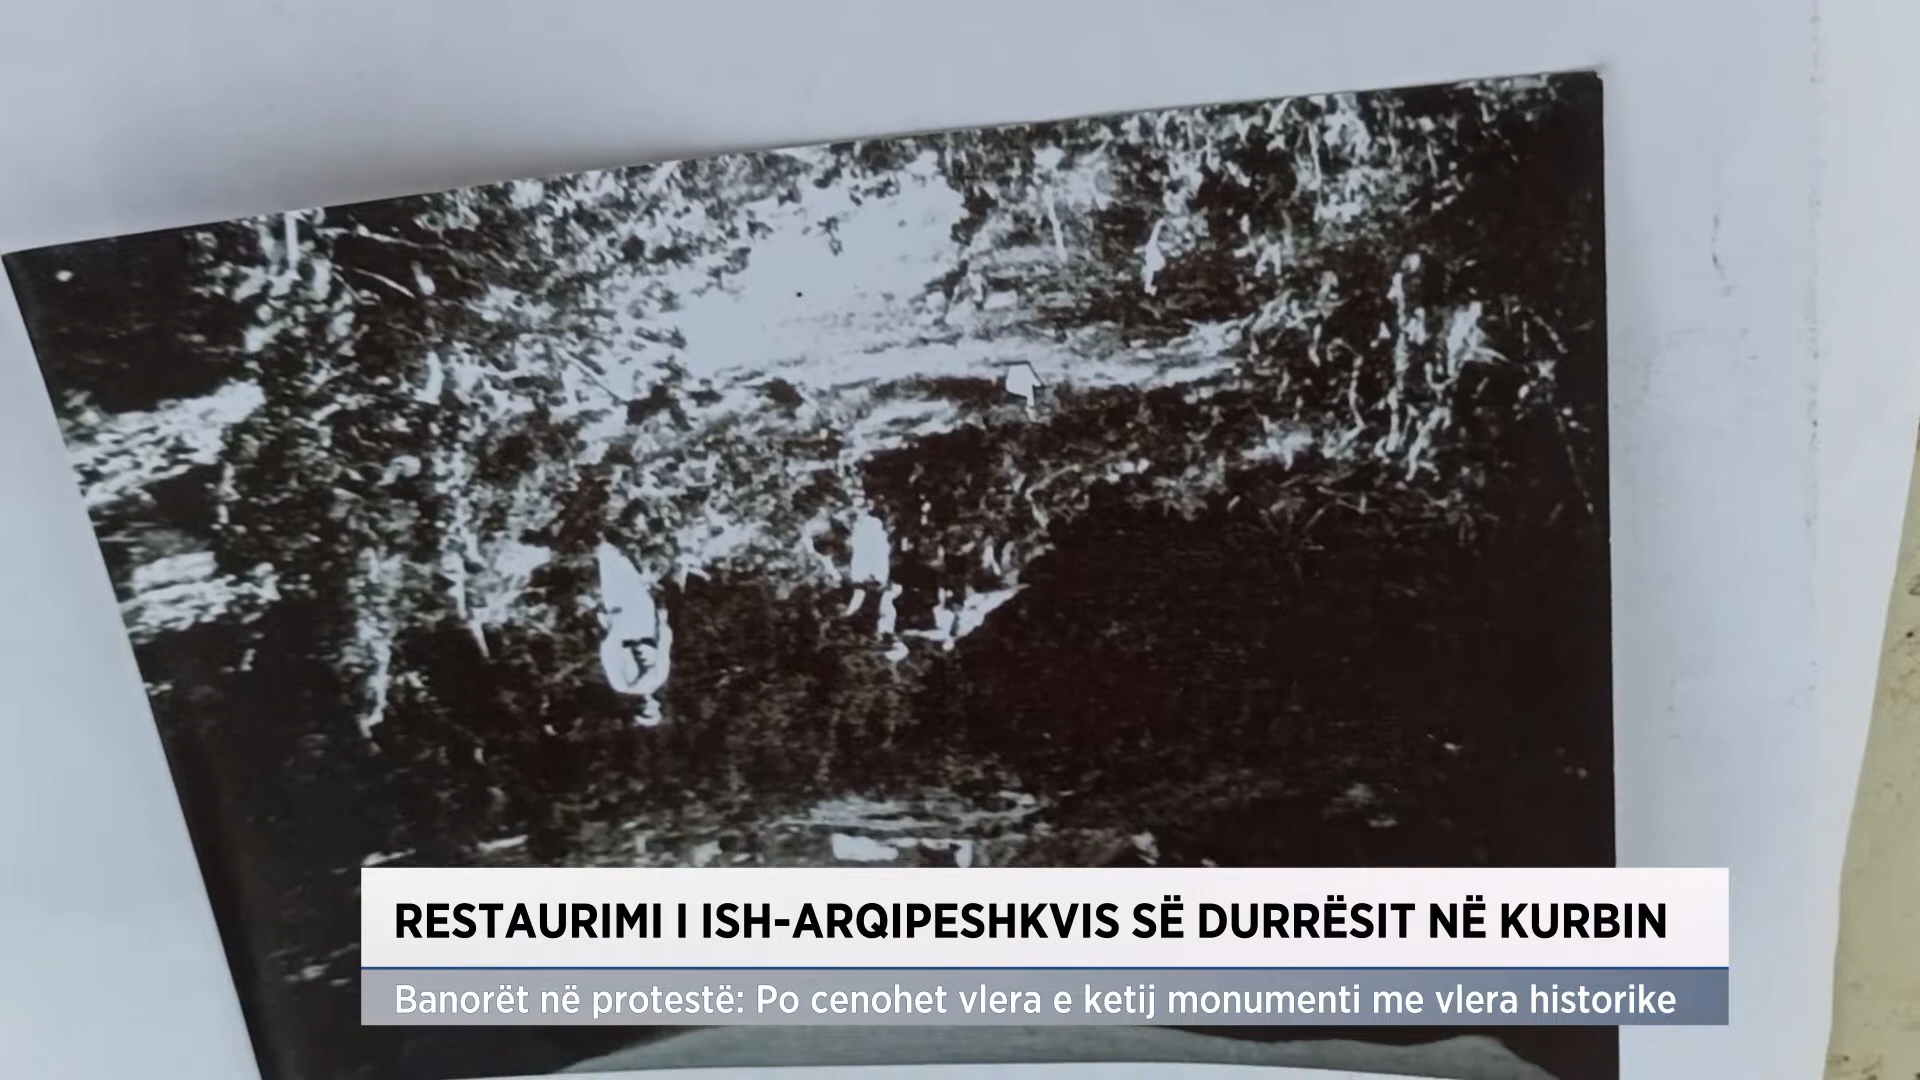 RESTAURIMI I ISH-ARQIPESHKVIS SË DURRËSIT NË KURBIN
Banorët në protestë: Po cenohet vlera e ketij monumenti me vlera historike